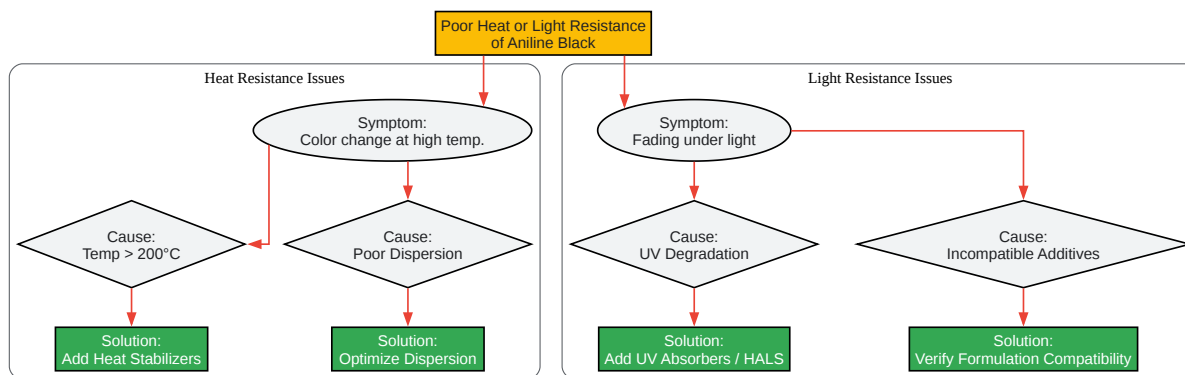 Poor Heat or Light Resistance
of Aniline Black
Heat Resistance Issues
Light Resistance Issues
Symptom:
Color change at high temp.
Symptom:
Fading under light
Cause:
Temp > 200°C
Cause:
Poor Dispersion
Cause:
UV Degradation
Cause:
Incompatible Additives
Solution:
Add Heat Stabilizers
Solution:
Optimize Dispersion
Solution:
Add UV Absorbers / HALS
Solution:
Verify Formulation Compatibility